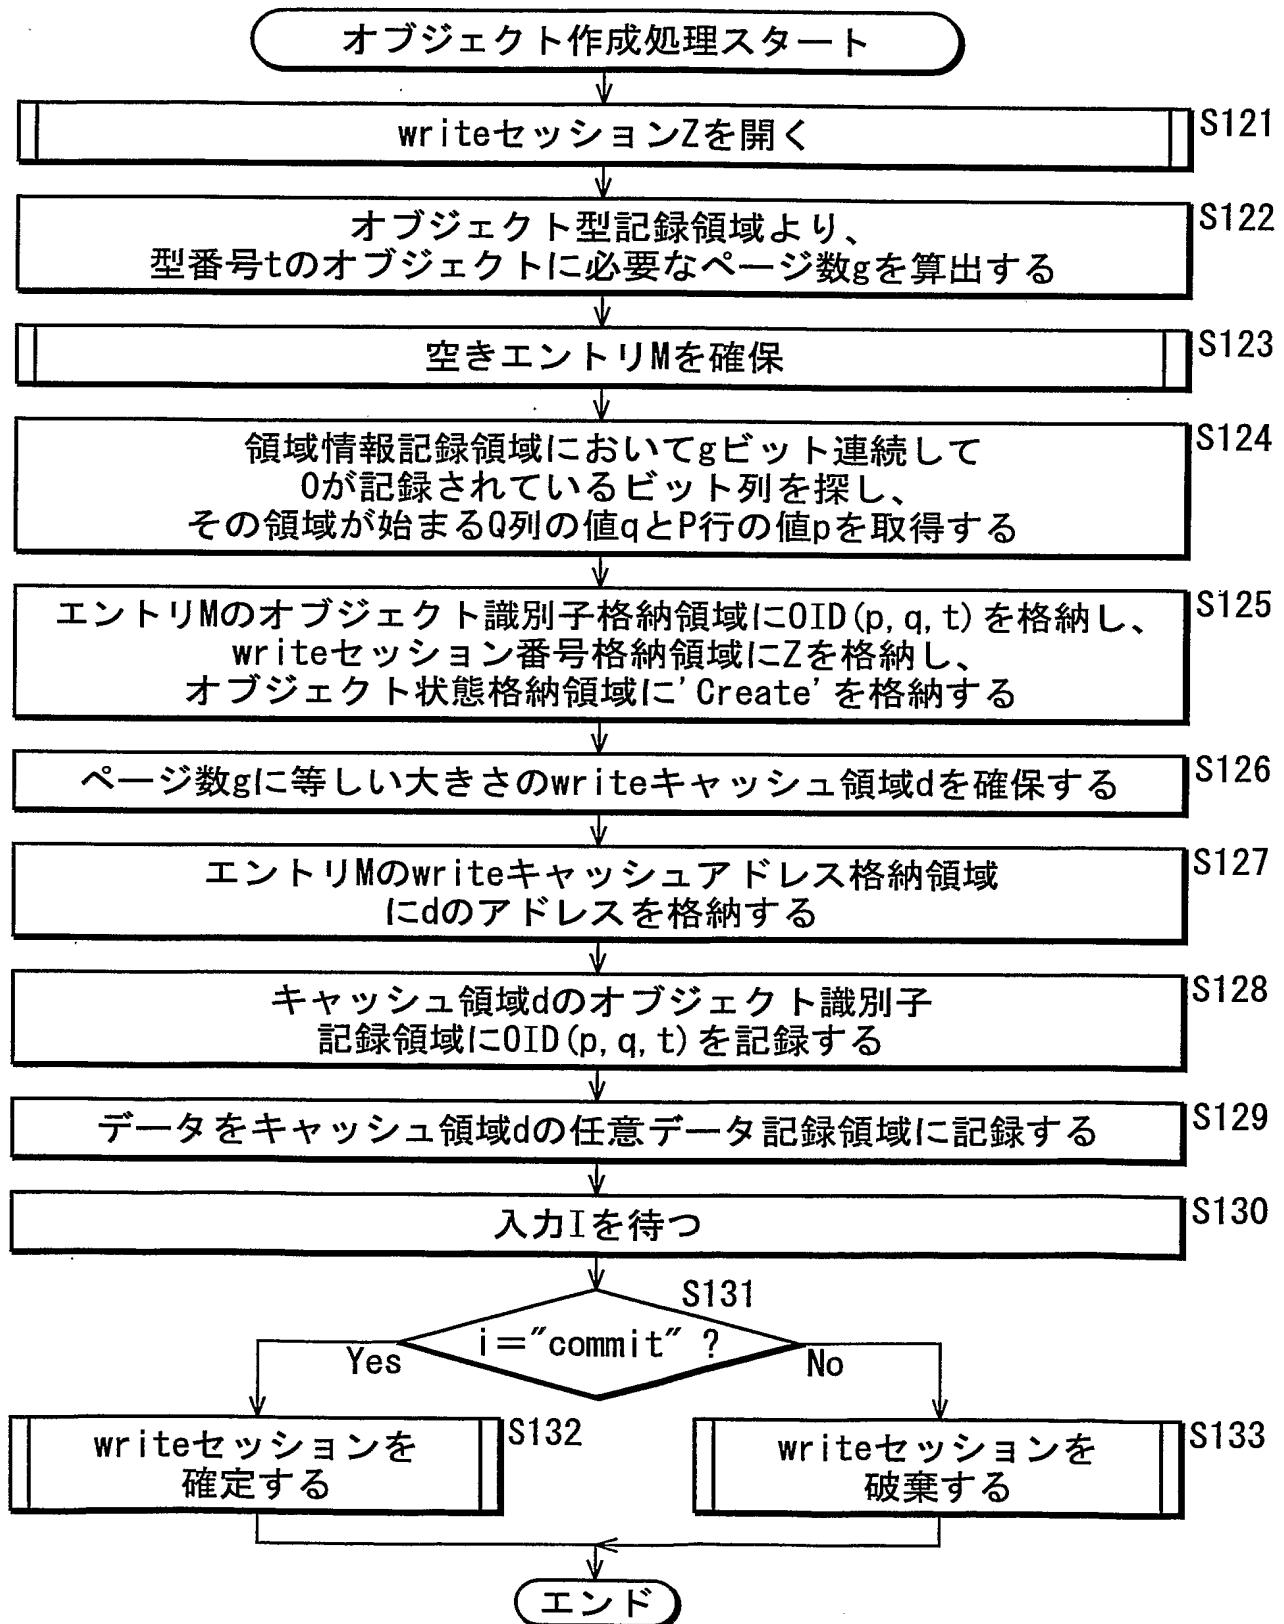 オブジェクト作成処理スタート
writeセッションZを開く
S121
オブジェクト型記録領域より、
型番号tのオブジェクトに必要なページ数gを算出する
S122
空きエントリMを確保
S123
領域情報記録領域においてgビット連続して
0が記録されているビット列を探し、
その領域が始まるQ列の値qとP行の値pを取得する
S124
エントリMのオブジェクト識別子格納領域にOID(p,q,t)を格納し、
writeセッション番号格納領域にZを格納し、
オブジェクト状態格納領域に'Create'を格納する
S125
ページ数gに等しい大きさのwriteキャッシュ領域dを確保する
S126
エントリMのwriteキャッシュアドレス格納領域
にdのアドレスを格納する
S127
キャッシュ領域dのオブジェクト識別子
記録領域にOID(p,q,t)を記録する
S128
データをキャッシュ領域dの任意データ記録領域に記録する
S129
入力Iを待つ
S130
S131
i＝"commit"?
Yes
No
writeセッションを
確定する
S132
writeセッションを
破棄する
S133
エンド